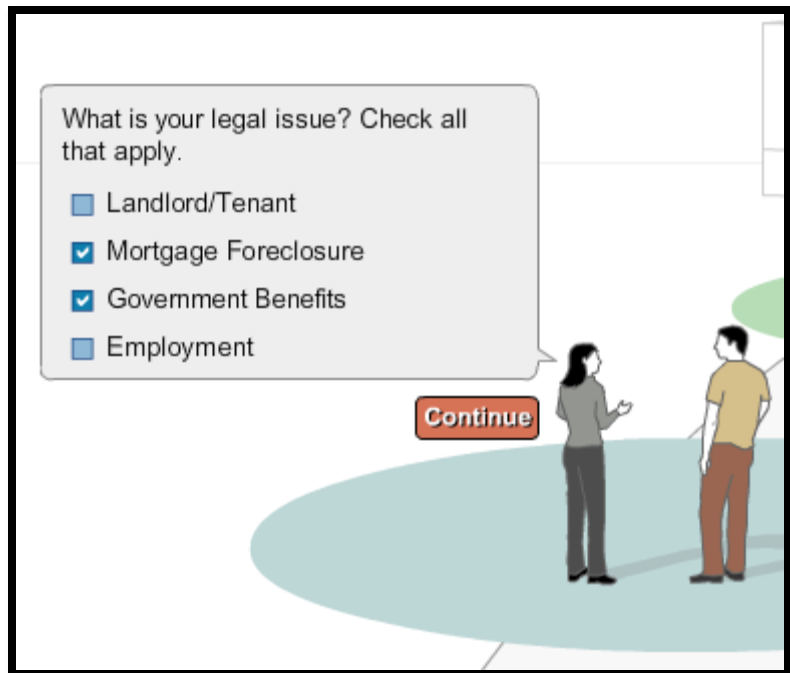 What is your legal issue? Check all
that apply.
Landlord/Tenant
Mortgage Foreclosure
Government Benefits
Employment
Continue